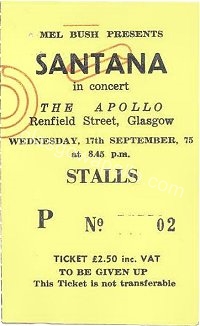 MEL BUSH PRESENTS
SANTANA
in concert
THE APOLLO
Renfield Street, Glasgow
WEDNESDAY, 17th SEPTEMBER, 75
at 8.45 p.m.
STALLS
P No 02
TICKET £2.50 inc. VAT
TO BE GIVEN UP
This Ticket is not transferable